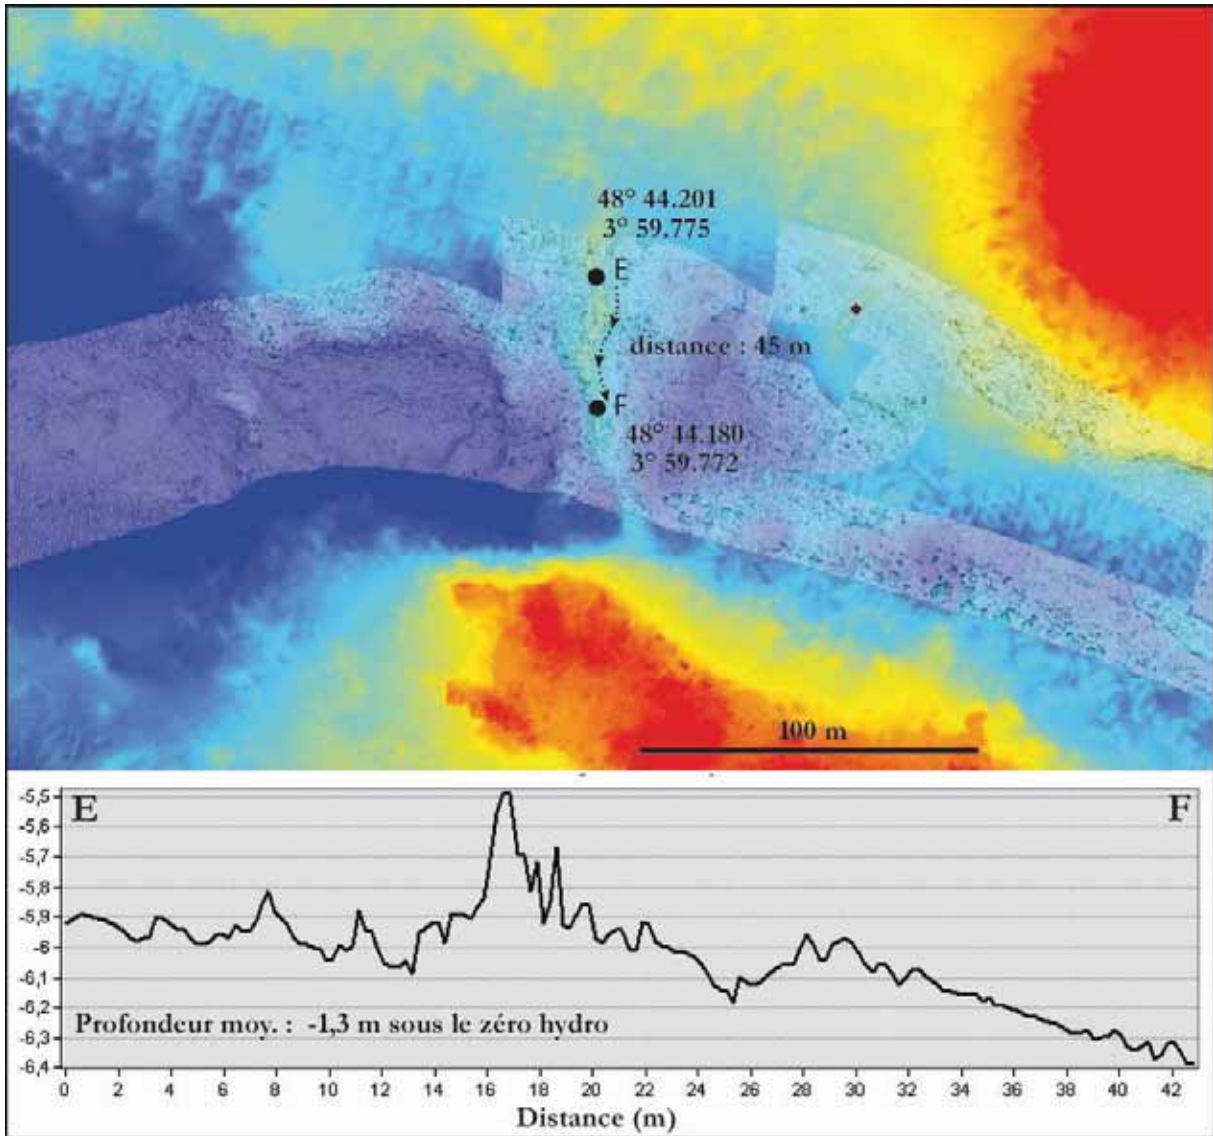 48° 44.201
3° 59.775
E
distance : 45 m
F
48° 44.180
3° 59.772
100 m
E
F
-5,5
-5,6
-5,7
-5,8
-5,9
-6
-6,1
-6,2
-6,3
-6,4
Profondeur moy. : -1,3 m sous le zéro hydro
0 2 4 6 8 10 12 14 16 18 20 22 24 26 28 30 32 34 36 38 40 42
Distance (m)